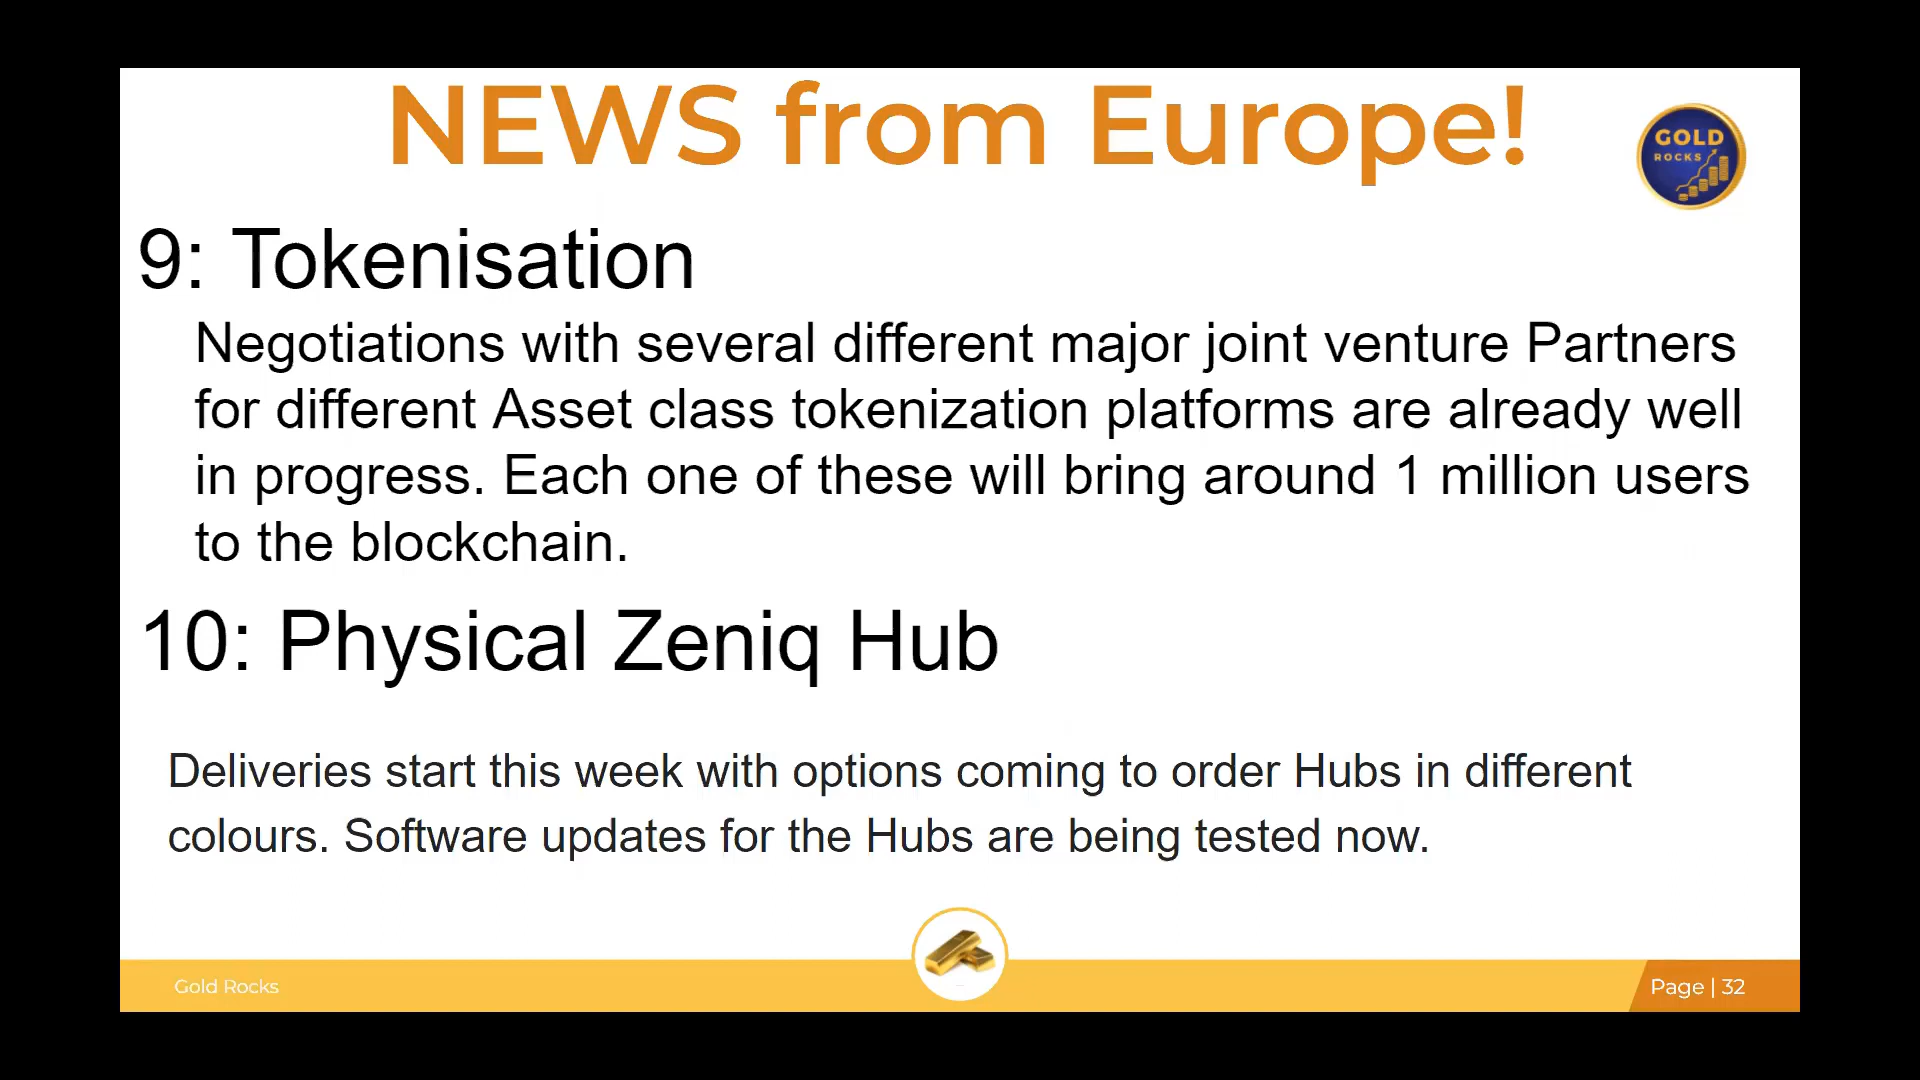 NEWS from Europe!
GOLD
ROCKS
9: Tokenisation
Negotiations with several different major joint venture Partners
for different Asset class tokenization platforms are already well
in progress. Each one of these will bring around 1 million users
to the blockchain.
10: Physical Zeniq Hub
Deliveries start this week with options coming to order Hubs in different
colours. Software updates for the Hubs are being tested now.
Gold Rocks
Page | 32